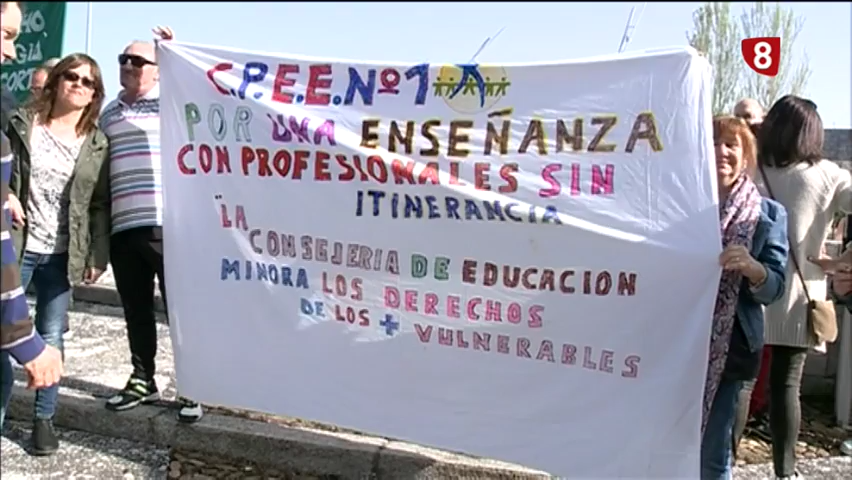 8
C.P.E.E.Nº1
POR UNA ENSEÑANZA
CON PROFESIONALES SIN
ITINERANCIA
"LA
CONSEJERIA DE EDUCACION
MINORA LOS DERECHOS
DE LOS + VULNERABLES